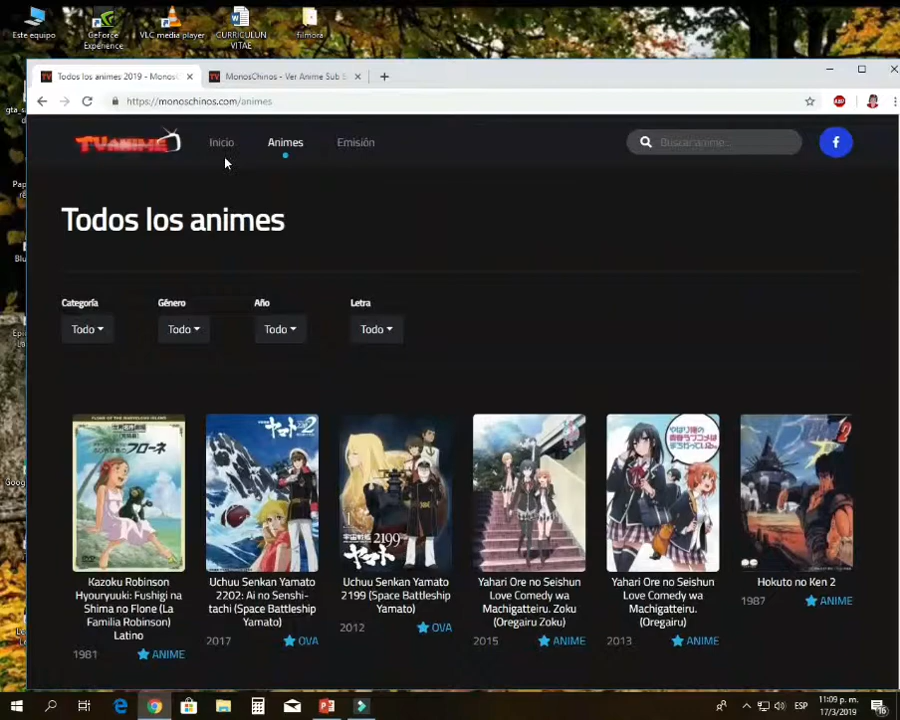 Este equipo
GeForce
Experience
VLC media player
CURRICULUN
VITAE
filmora
Todos los animes 2019 - Monos
MonosChinos - Ver Anime Sub
https://monoschinos.com/animes
TVANIME
Inicio
Animes
Emisión
Buscar anime...
Todos los animes
Categoría
Género
Año
Letra
Todo
Todo
Todo
Todo
2199
Kazoku Robinson
Hyouryuuki: Fushigi na
Shima no Flone (La
Familia Robinson)
Latino
1981
ANIME
Uchuu Senkan Yamato
2202: Ai no Senshi-
tachi (Space Battleship
Yamato)
2017
OVA
Uchuu Senkan Yamato
2199 (Space Battleship
Yamato)
2012
OVA
Yahari Ore no Seishun
Love Comedy wa
Machigatteiru. Zoku
(Oregairu Zoku)
2015
ANIME
Yahari Ore no Seishun
Love Comedy wa
Machigatteiru.
(Oregairu)
2013
ANIME
Hokuto no Ken 2
1987
ANIME
ESP
11:09 p. m.
17/3/2019
16